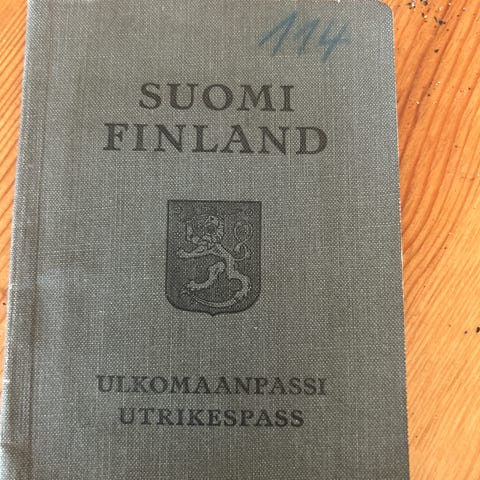 114
SUOMI
FINLAND
ULKOMAANPASSI
UTRIKESPASS